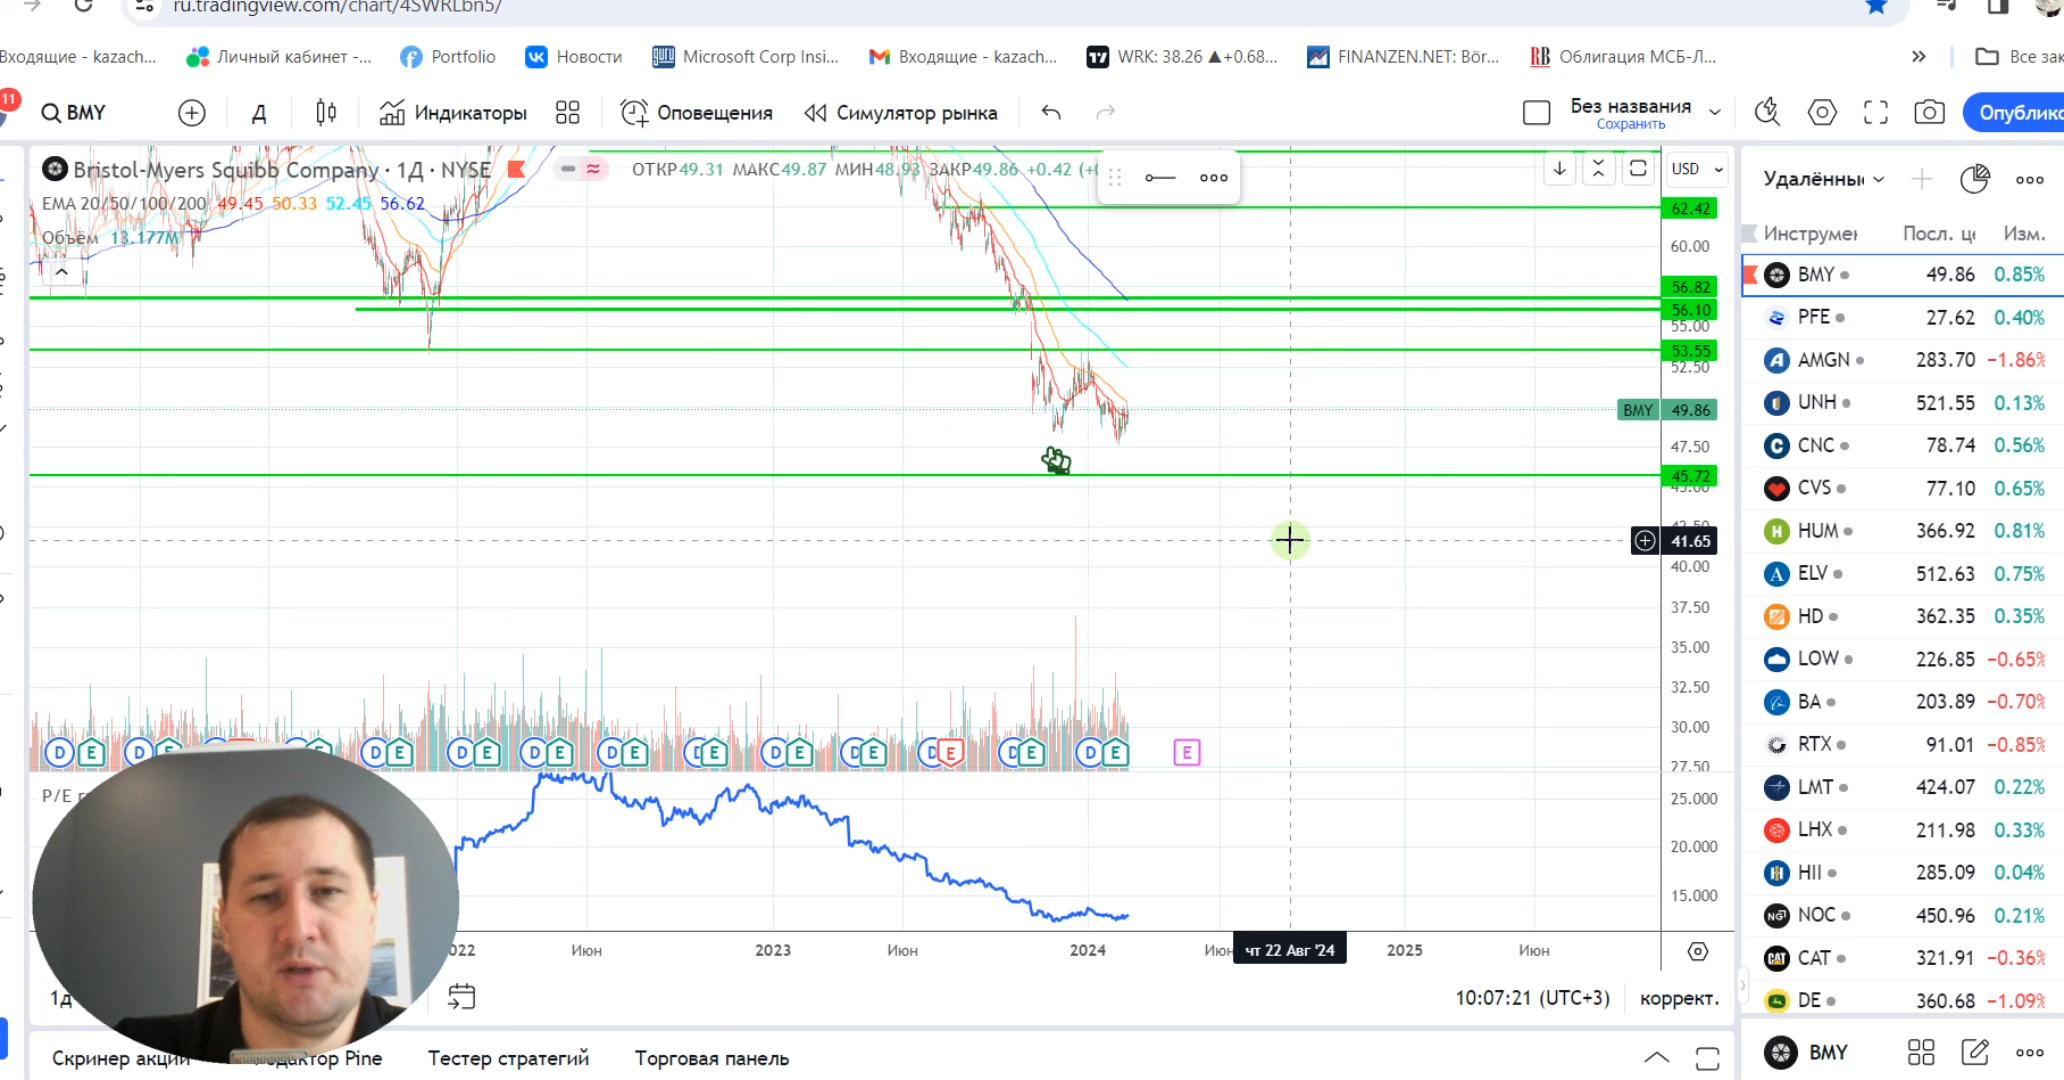 ru.tradingview.com/chart/4SWRLbn5/
Входящие - kazach...
Личный кабинет -...
Portfolio
Новости
Microsoft Corp Insi...
Входящие - kazach...
WRK: 38.26 ▲+0.68...
FINANZEN.NET: Bör...
Облигация МСБ-Л...
Все зак
11
BMY
Д
Индикаторы
Оповещения
Симулятор рынка
Без названия
Сохранить
Опублико
Bristol-Myers Squibb Company · 1Д · NYSE
ОТКР49.31 МАКС49.87 МИН48.93 ЗАКР49.86 +0.42 (+0
EMA 20/50/100/200 49.45 50.33 52.45 56.62
Объём 13.177M
USD
62.42
60.00
56.82
56.10
55.00
53.55
52.50
BMY 49.86
47.50
45.72
45.00
42.50
41.65
40.00
37.50
35.00
32.50
30.00
27.50
D E D E D E D E D E D E D E D E D E D E D E D E E
P/E r
25.000
20.000
15.000
022 Июн 2023 Июн 2024 Июн чт 22 Авг '24 2025 Июн
1д
10:07:21 (UTC+3)
коррект.
Скринер акций
актор Pine
Тестер стратегий
Торговая панель
Удалённы
Инструмен Посл. це Изм.
BMY 49.86 0.85%
PFE 27.62 0.40%
AMGN 283.70 −1.86%
UNH 521.55 0.13%
CNC 78.74 0.56%
CVS 77.10 0.65%
HUM 366.92 0.81%
ELV 512.63 0.75%
HD 362.35 0.35%
LOW 226.85 −0.65%
BA 203.89 −0.70%
RTX 91.01 −0.85%
LMT 424.07 0.22%
LHX 211.98 0.33%
HII 285.09 0.04%
NOC 450.96 0.21%
CAT 321.91 −0.36%
DE 360.68 −1.09%
BMY